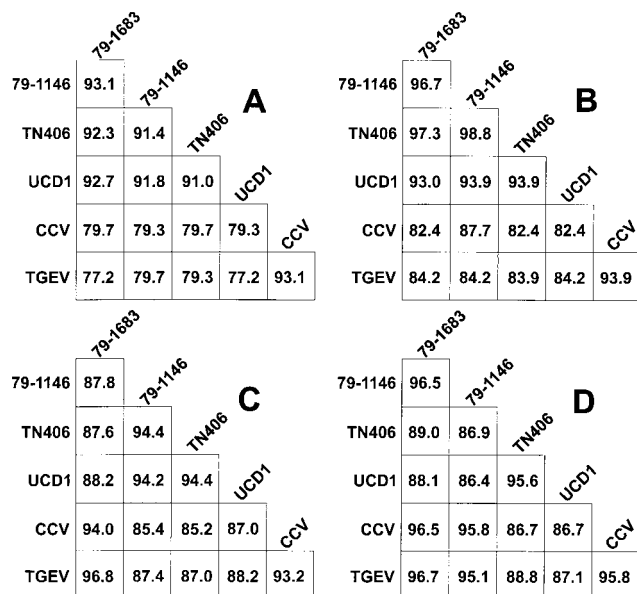 79-1683
79-1146 93.1 79-1146 A
TN406 92.3 91.4 TN406
UCD1 92.7 91.8 91.0 UCD1
CCV 79.7 79.3 79.7 79.3 CCV
TGEV 77.2 79.7 79.3 77.2 93.1
79-1683
79-1146 96.7 79-1146 B
TN406 97.3 98.8 TN406
UCD1 93.0 93.9 93.9 UCD1
CCV 82.4 87.7 82.4 82.4 CCV
TGEV 84.2 84.2 83.9 84.2 93.9
79-1683
79-1146 87.8 79-1146 C
TN406 87.6 94.4 TN406
UCD1 88.2 94.2 94.4 UCD1
CCV 94.0 85.4 85.2 87.0 CCV
TGEV 96.8 87.4 87.0 88.2 93.2
79-1683
79-1146 96.5 79-1146 D
TN406 89.0 86.9 TN406
UCD1 88.1 86.4 95.6 UCD1
CCV 96.5 95.8 86.7 86.7 CCV
TGEV 96.7 95.1 88.8 87.1 95.8